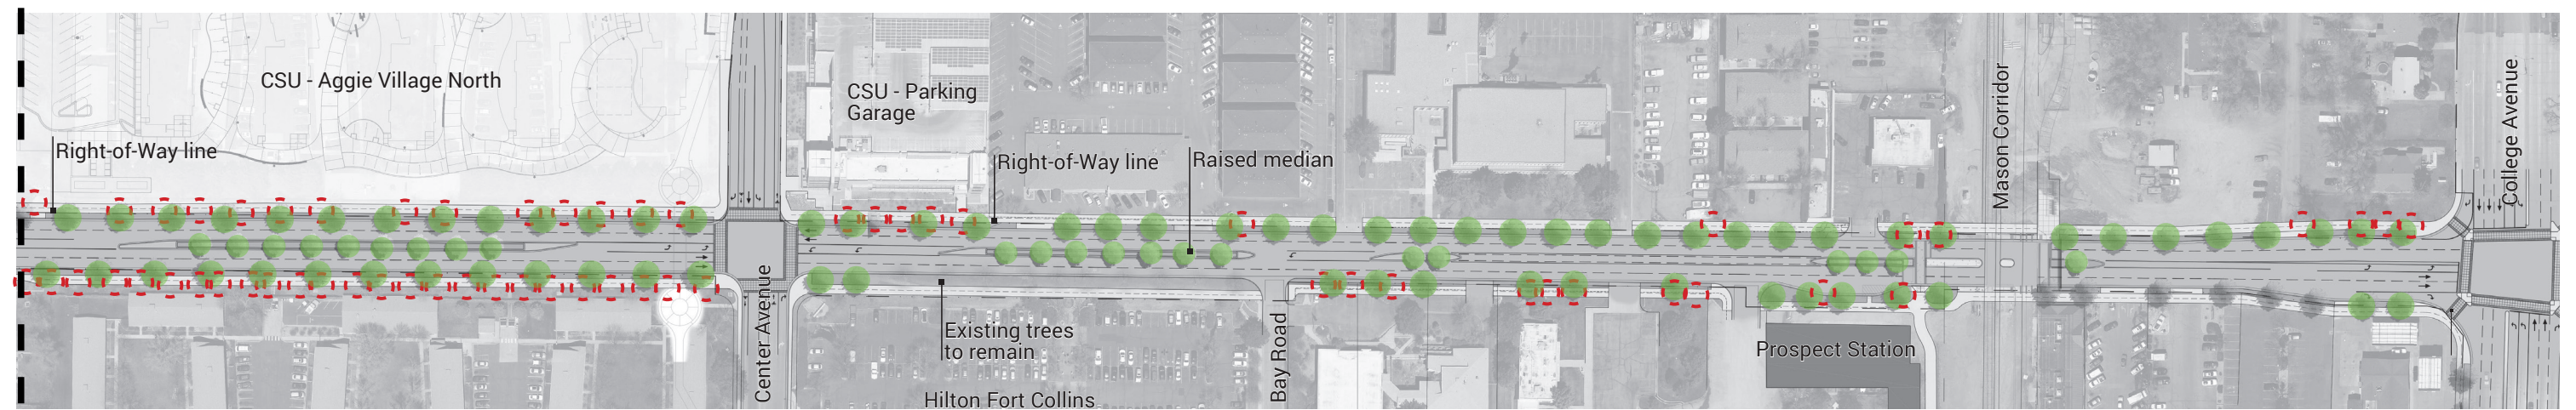 CSU - Aggie Village North
CSU - Parking
Garage
Right-of-Way line
Right-of-Way line
Raised median
Mason Corridor
College Avenue
Center Avenue
Existing trees
to remain
Hilton Fort Collins
Bay Road
Prospect Station